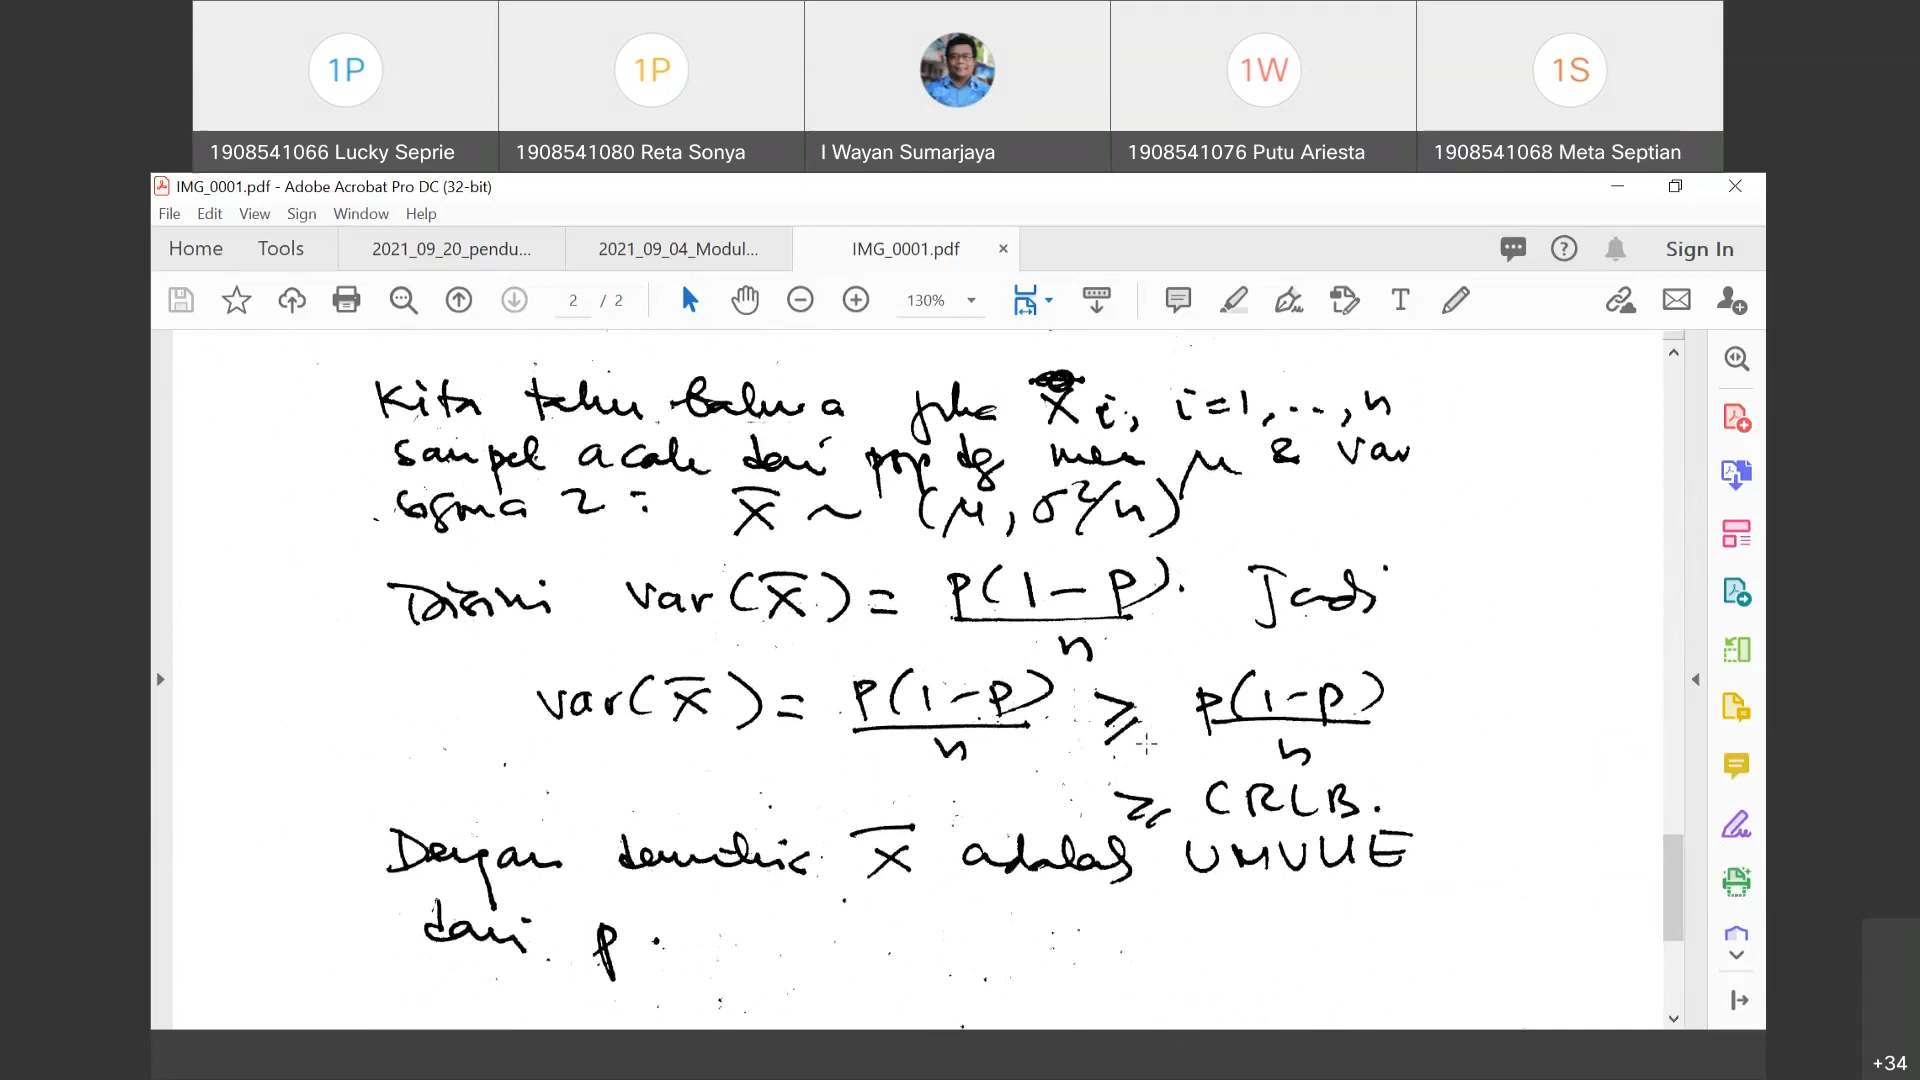 1P
1P
1W
1S
1908541066 Lucky Seprie
1908541080 Reta Sonya
I Wayan Sumarjaya
1908541076 Putu Ariesta
1908541068 Meta Septian
IMG_0001.pdf - Adobe Acrobat Pro DC (32-bit)
File Edit View Sign Window Help
Home Tools 2021_09_20_pendu... 2021_09_04_Modul... IMG_0001.pdf × Sign In
2 / 2 130%
Kita tahu bahwa jika Xi, i=1,...,n
sampel acak dari pop dg mean μ & var
sigma 2 : X̅ ~ (μ, σ²/n)
Disini var(X̅) = p(1-p)/n. Jadi
var(X̅) = p(1-p)/n ≥ p(1-p)/n
≥ CRLB.
Dengan demikian X̅ adalah UMVUE
dari p.
+34